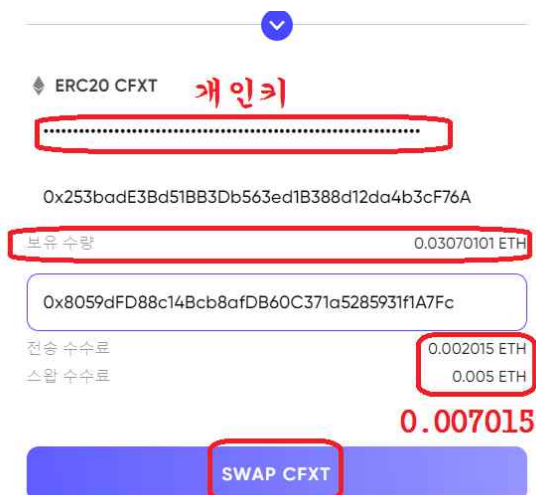 ERC20 CFXT 개인키
••••••••••••••••••••••••••••••••••••••••••••••••••••••••••••••••
0x253badE3Bd51BB3Db563ed1B388d12da4b3cF76A
보유 수량 0.03070101 ETH
0x8059dFD88c14Bcb8afDB60C371a5285931f1A7Fc
전송 수수료 0.002015 ETH
스왑 수수료 0.005 ETH
0.007015
SWAP CFXT